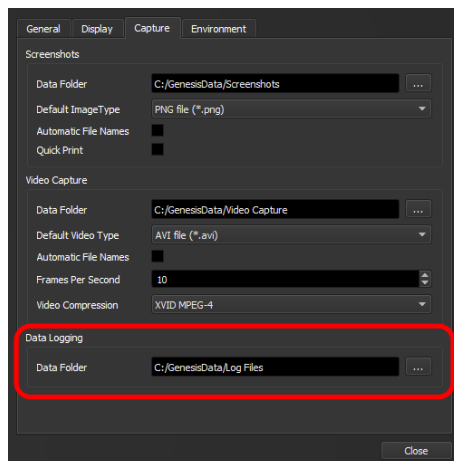 General Display Capture Environment
Screenshots
Data Folder C:/GenesisData/Screenshots ...
Default ImageType PNG file (*.png)
Automatic File Names
Quick Print
Video Capture
Data Folder C:/GenesisData/Video Capture ...
Default Video Type AVI file (*.avi)
Automatic File Names
Frames Per Second 10
Video Compression XVID MPEG-4
Data Logging
Data Folder C:/GenesisData/Log Files ...
Close